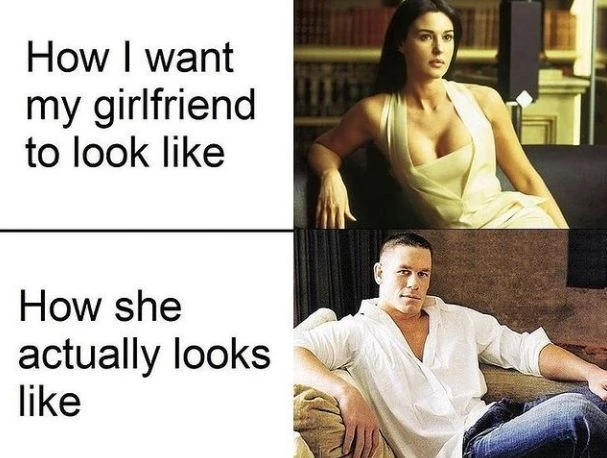 How I want
my girlfriend
to look like
How she
actually looks
like